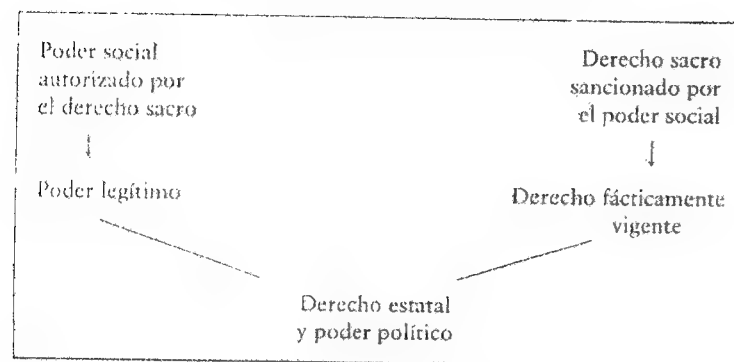 Poder social
autorizado por
el derecho sacro
Derecho sacro
sancionado por
el poder social
Poder legítimo
Derecho fácticamente
vigente
Derecho estatal
y poder político